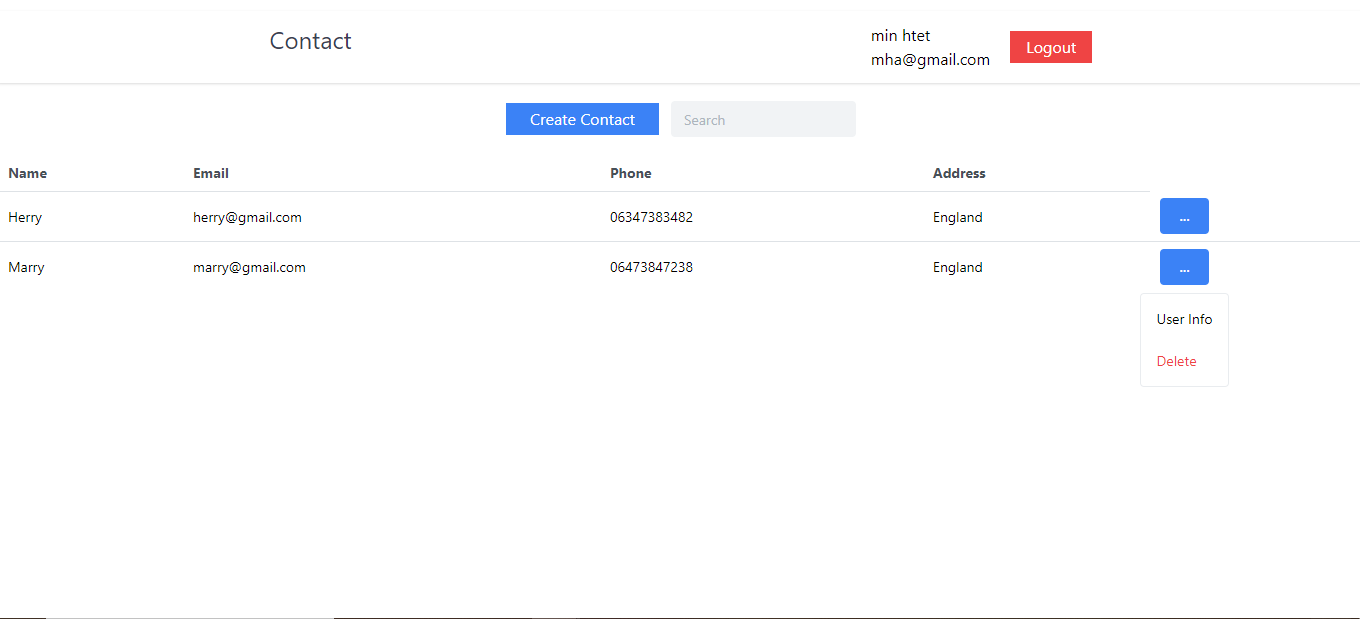 Contact
min htet
mha@gmail.com
Logout
Create Contact
Search
Name Email Phone Address
Herry herry@gmail.com 06347383482 England ...
Marry marry@gmail.com 06473847238 England ...
User Info
Delete